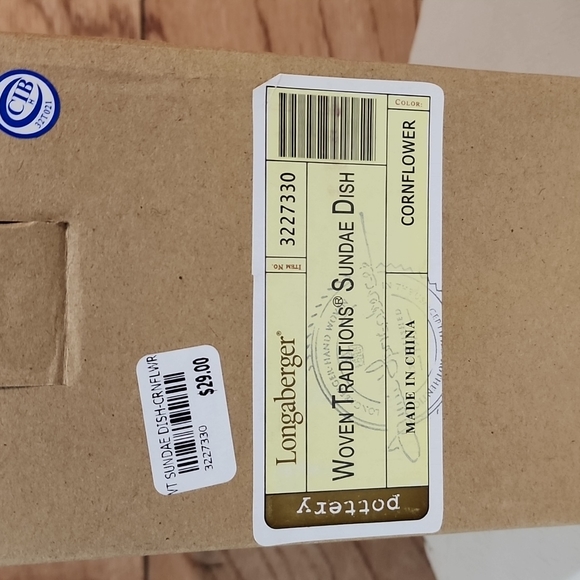 CIB
H
32T021
Longaberger®
ITEM NO.
3227330
WOVEN TRADITIONS® SUNDAE DISH
MADE IN CHINA
COLOR:
CORNFLOWER
pottery
VT SUNDAE DISH-CRNFLWR
$29.00
3227330